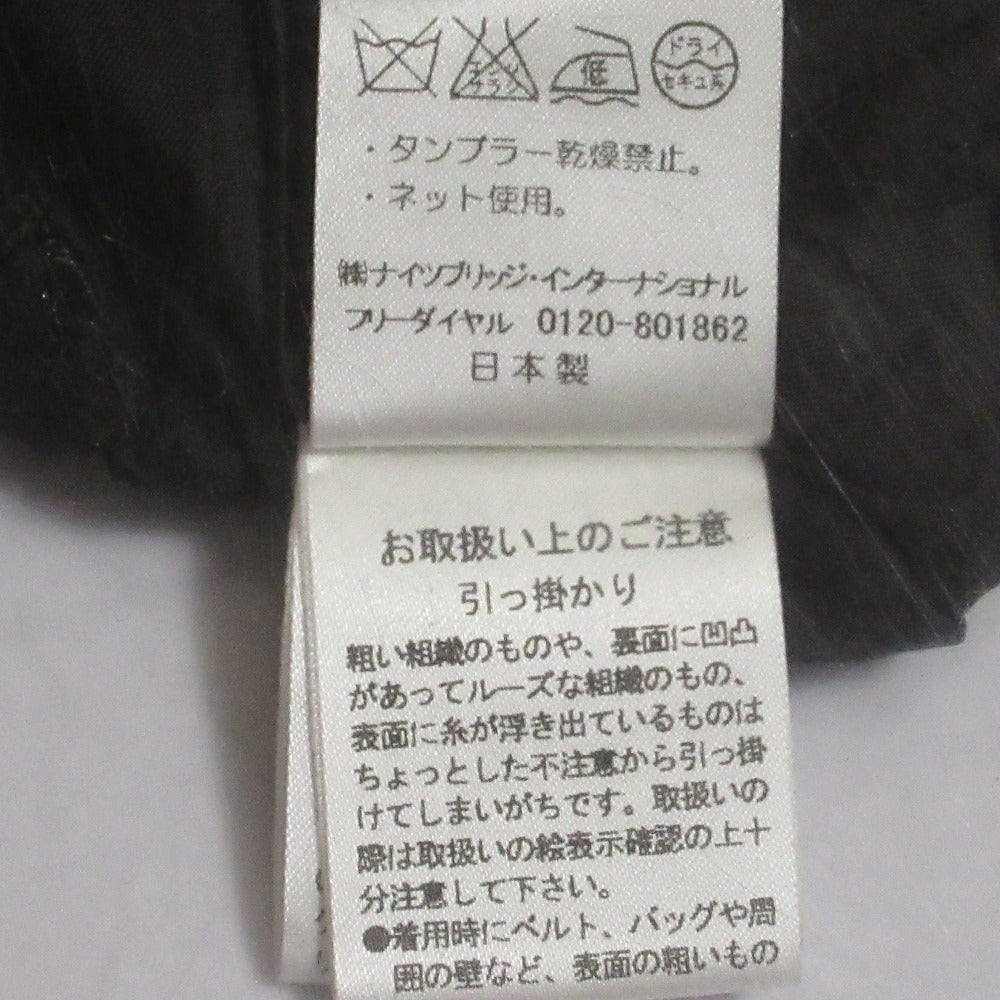 エンソ
サラシ
低
ドライ
セキユ系
・タンブラー乾燥禁止。
・ネット使用。
㈱ナイツブリッジ・インターナショナル
フリーダイヤル 0120-801862
日本製
お取扱い上のご注意
引っ掛かり
粗い組織のものや、裏面に凹凸
があってルーズな組織のもの、
表面に糸が浮き出ているものは
ちょっとした不注意から引っ掛
けてしまいがちです。取扱いの
際は取扱いの絵表示確認の上十
分注意して下さい。
●着用時にベルト、バッグや周
囲の壁など、表面の粗いもの